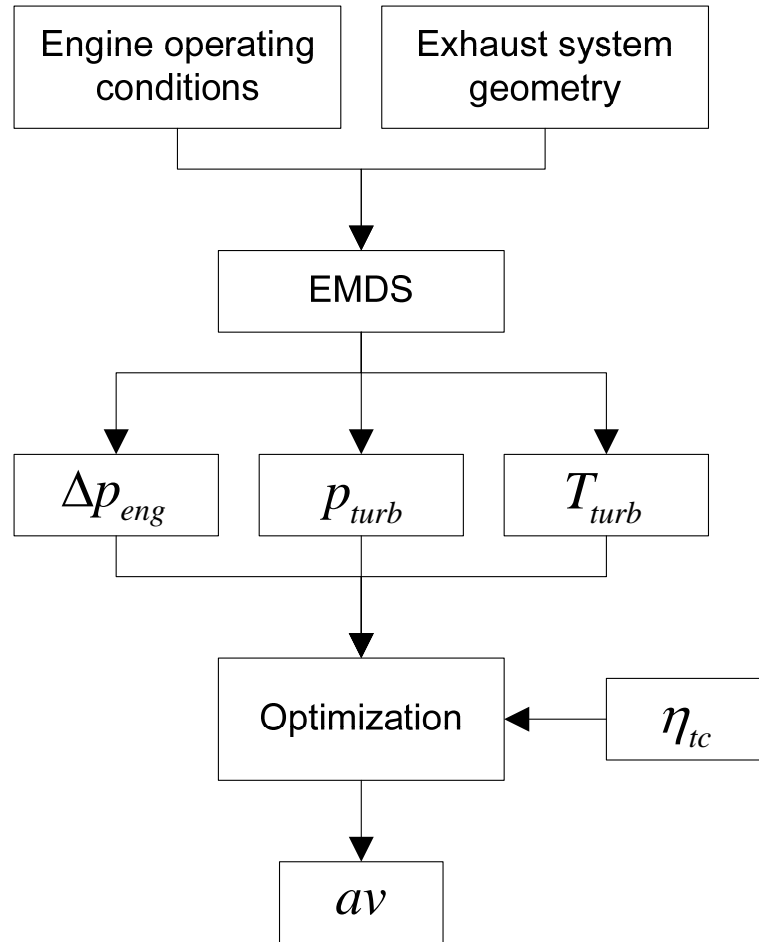 Engine operating
conditions
Exhaust system
geometry
EMDS
Δp_eng
p_turb
T_turb
Optimization
η_tc
av